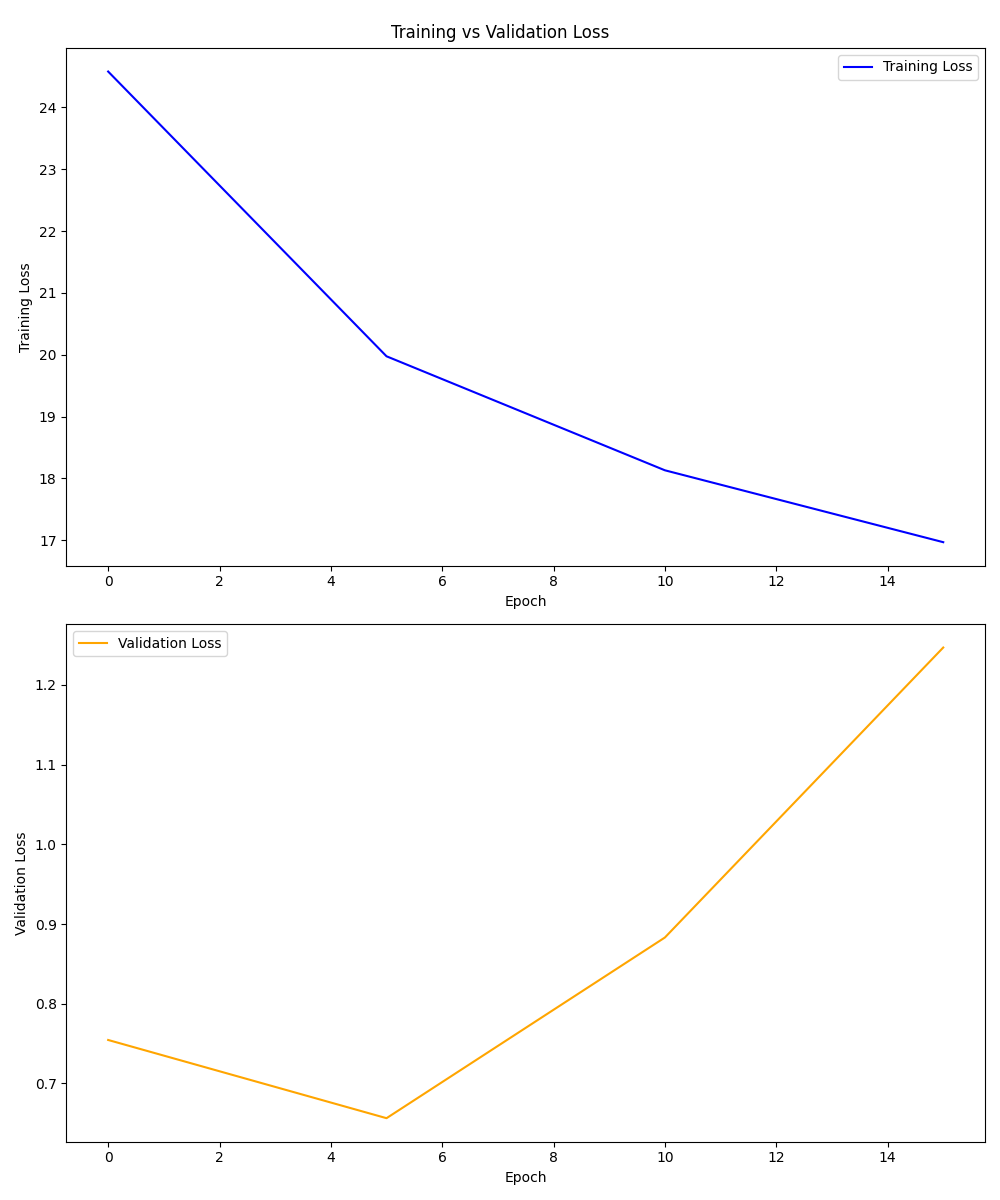 Training vs Validation Loss
Training Loss
24
23
22
21
20
19
18
17
Training Loss
0 2 4 6 8 10 12 14
Epoch
Validation Loss
1.2
1.1
1.0
0.9
0.8
0.7
Validation Loss
0 2 4 6 8 10 12 14
Epoch